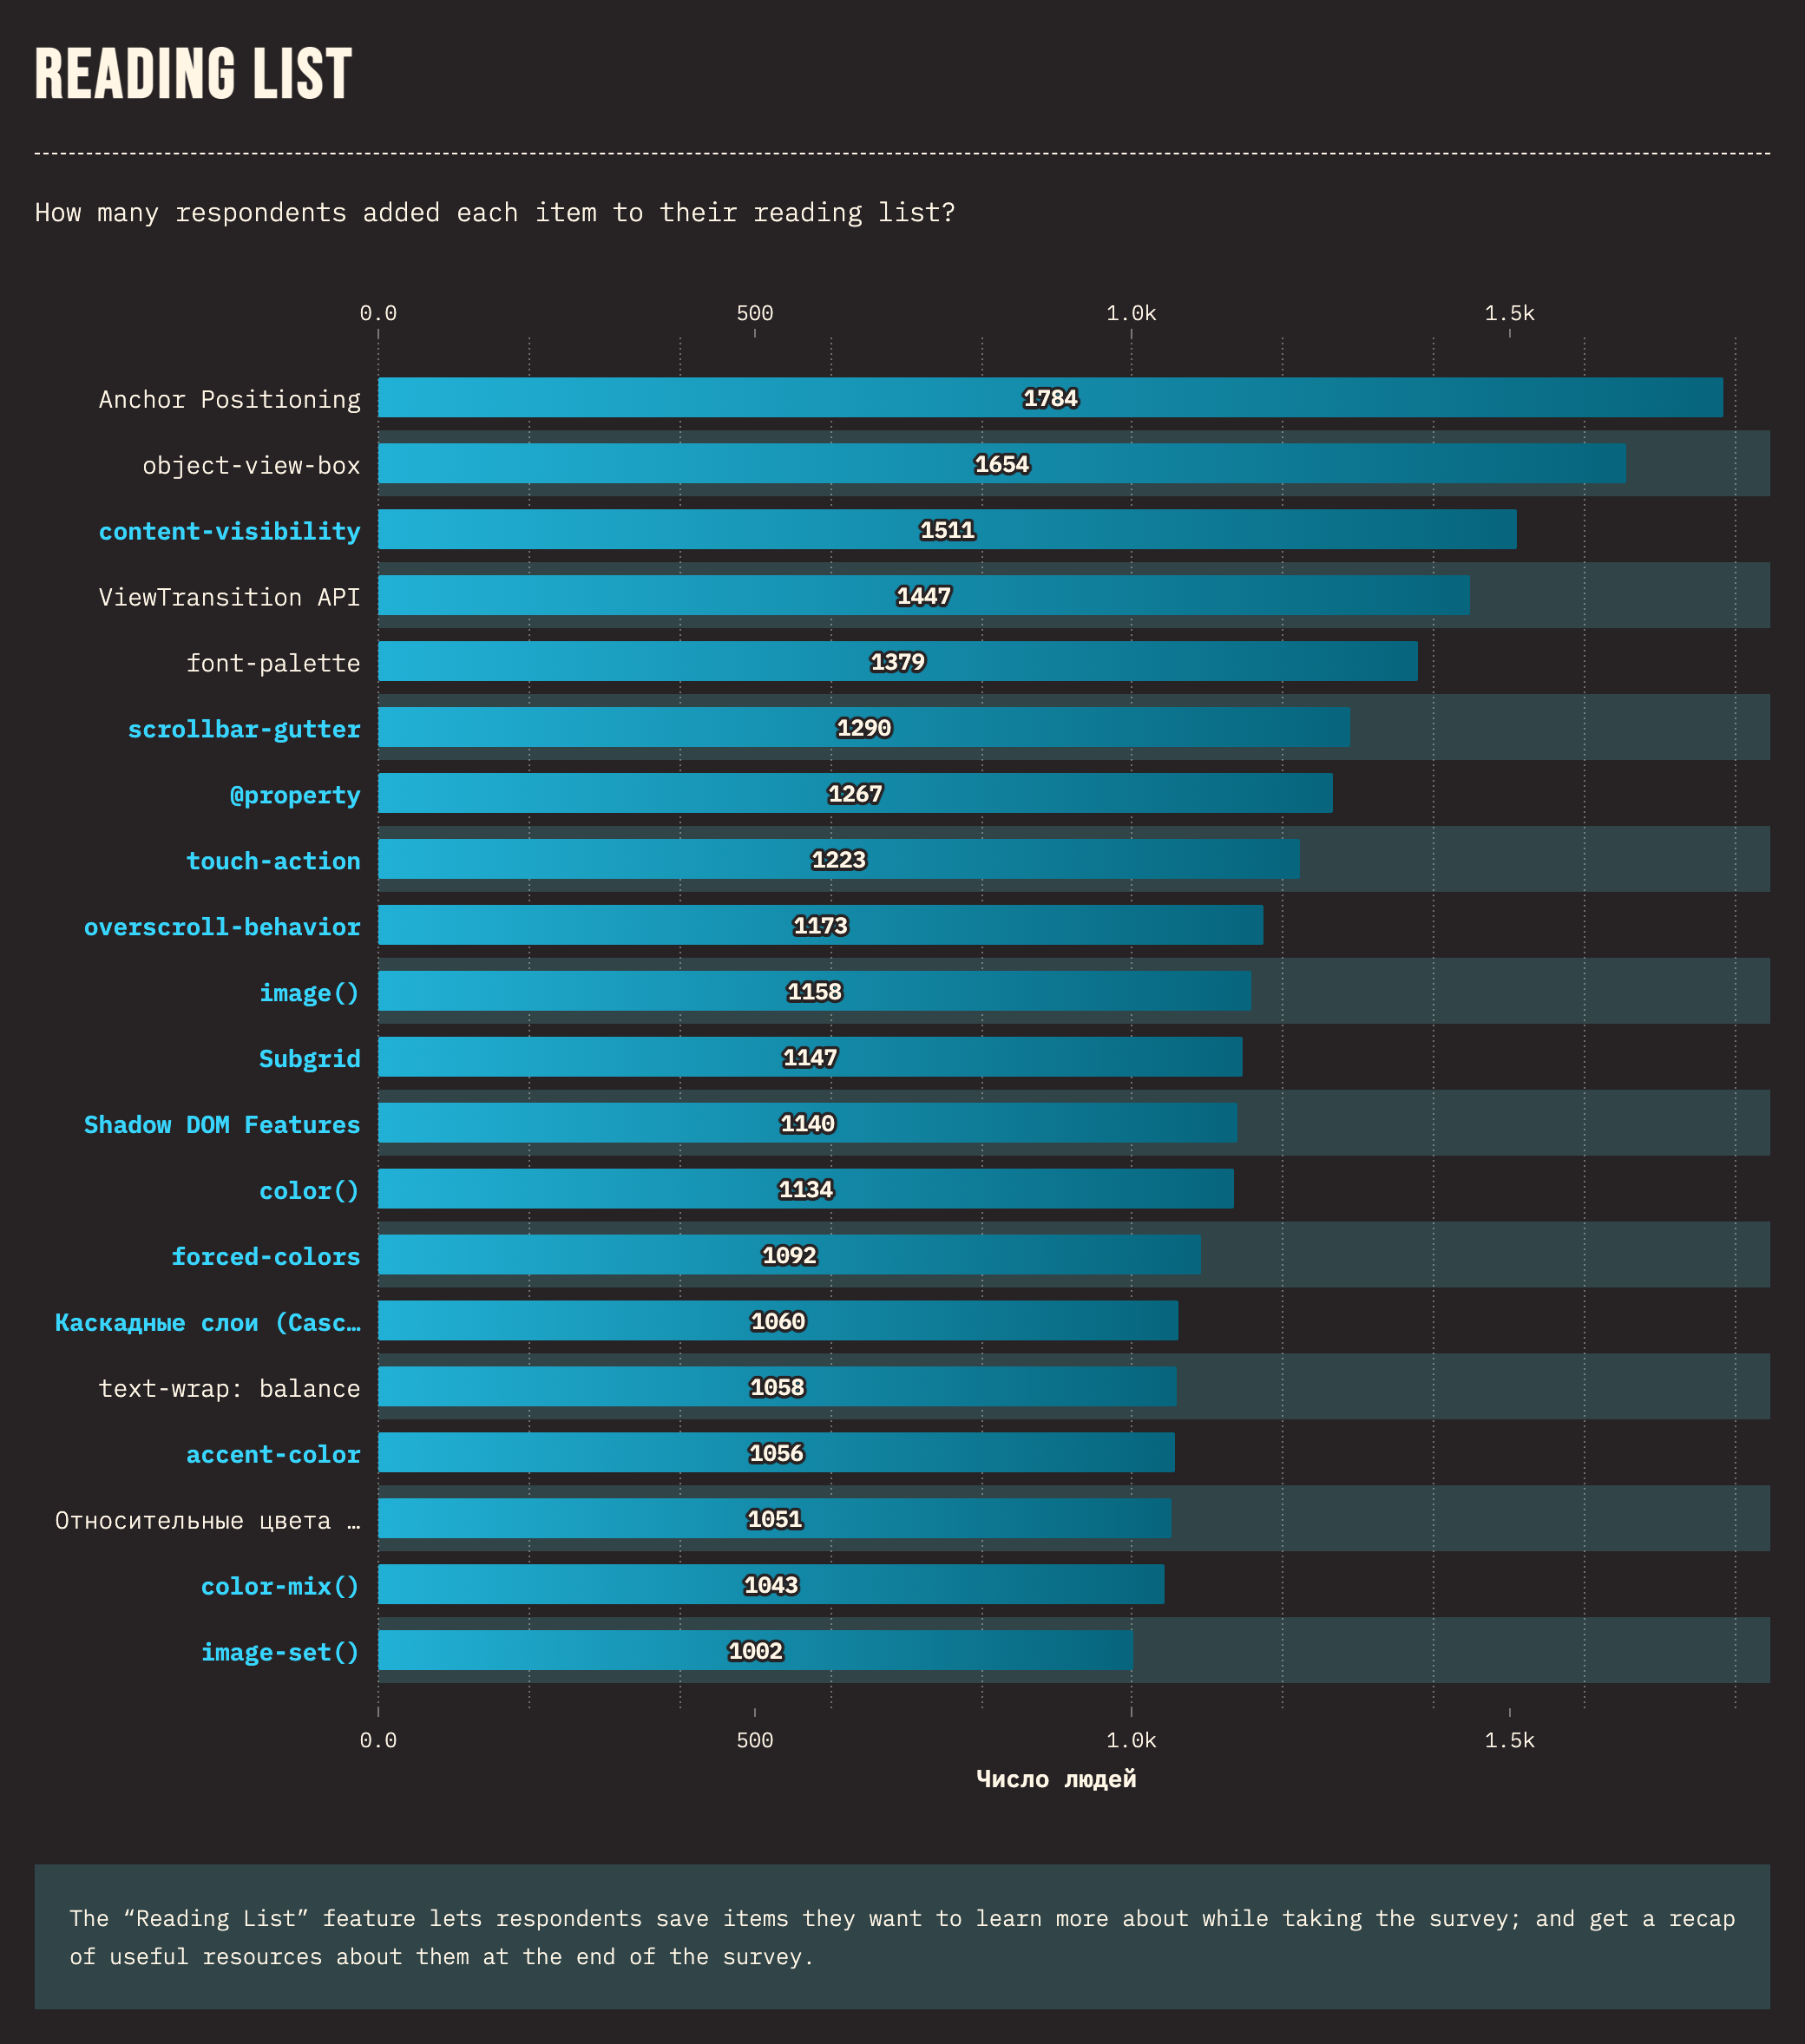 READING LIST
How many respondents added each item to their reading list?
0.0 500 1.0k 1.5k
Anchor Positioning 1784
object-view-box 1654
content-visibility 1511
ViewTransition API 1447
font-palette 1379
scrollbar-gutter 1290
@property 1267
touch-action 1223
overscroll-behavior 1173
image() 1158
Subgrid 1147
Shadow DOM Features 1140
color() 1134
forced-colors 1092
Каскадные слои (Casc… 1060
text-wrap: balance 1058
accent-color 1056
Относительные цвета … 1051
color-mix() 1043
image-set() 1002
0.0 500 1.0k 1.5k
Число людей
The “Reading List” feature lets respondents save items they want to learn more about while taking the survey; and get a recap
of useful resources about them at the end of the survey.